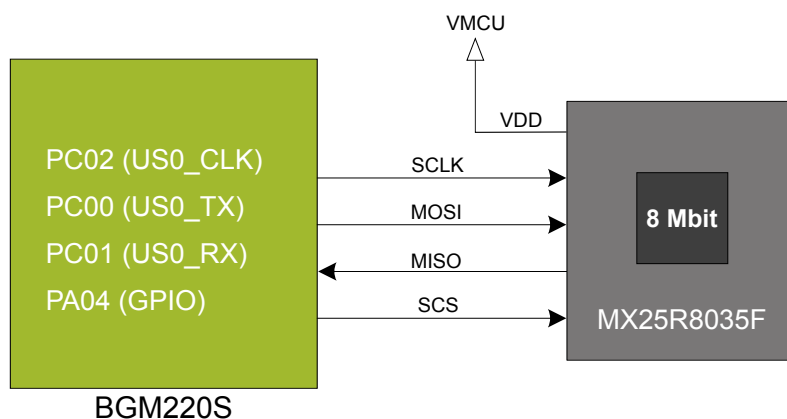 VMCU
VDD
PC02 (US0_CLK)
SCLK
PC00 (US0_TX)
MOSI
8 Mbit
PC01 (US0_RX)
MISO
PA04 (GPIO)
SCS
MX25R8035F
BGM220S